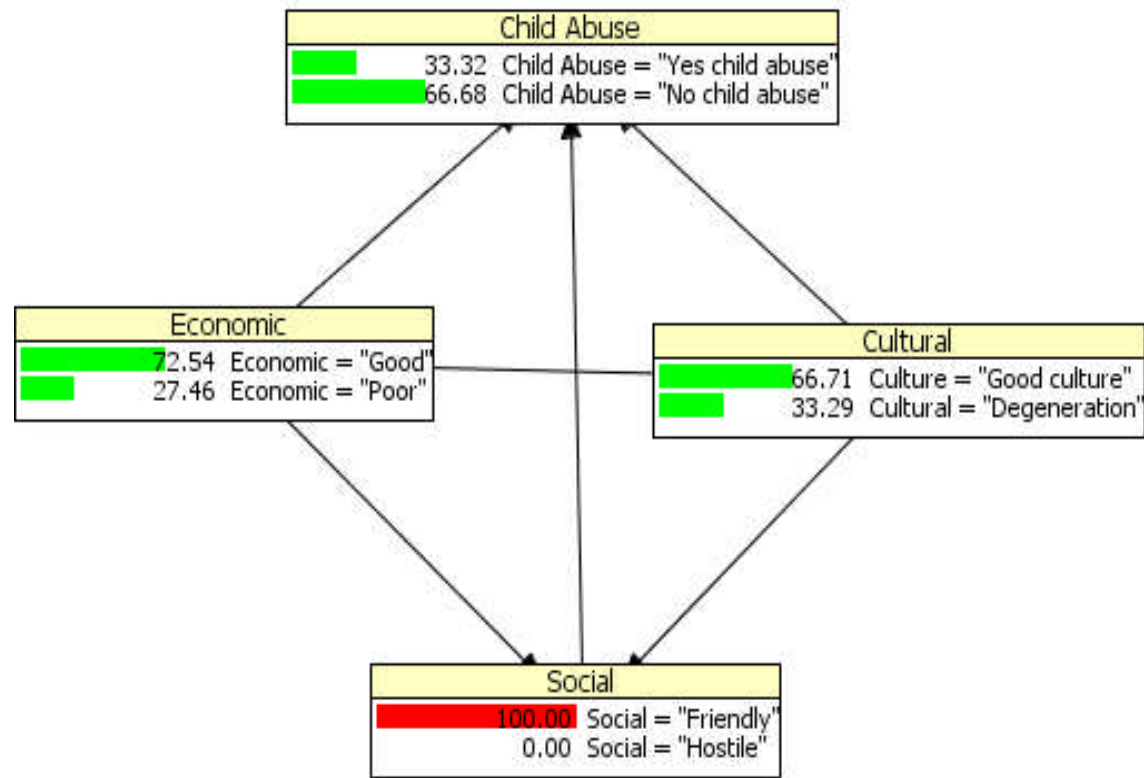 Child Abuse
33.32 Child Abuse = "Yes child abuse"
66.68 Child Abuse = "No child abuse"
Economic
72.54 Economic = "Good"
27.46 Economic = "Poor"
Cultural
66.71 Culture = "Good culture"
33.29 Cultural = "Degeneration"
Social
100.00 Social = "Friendly"
0.00 Social = "Hostile"